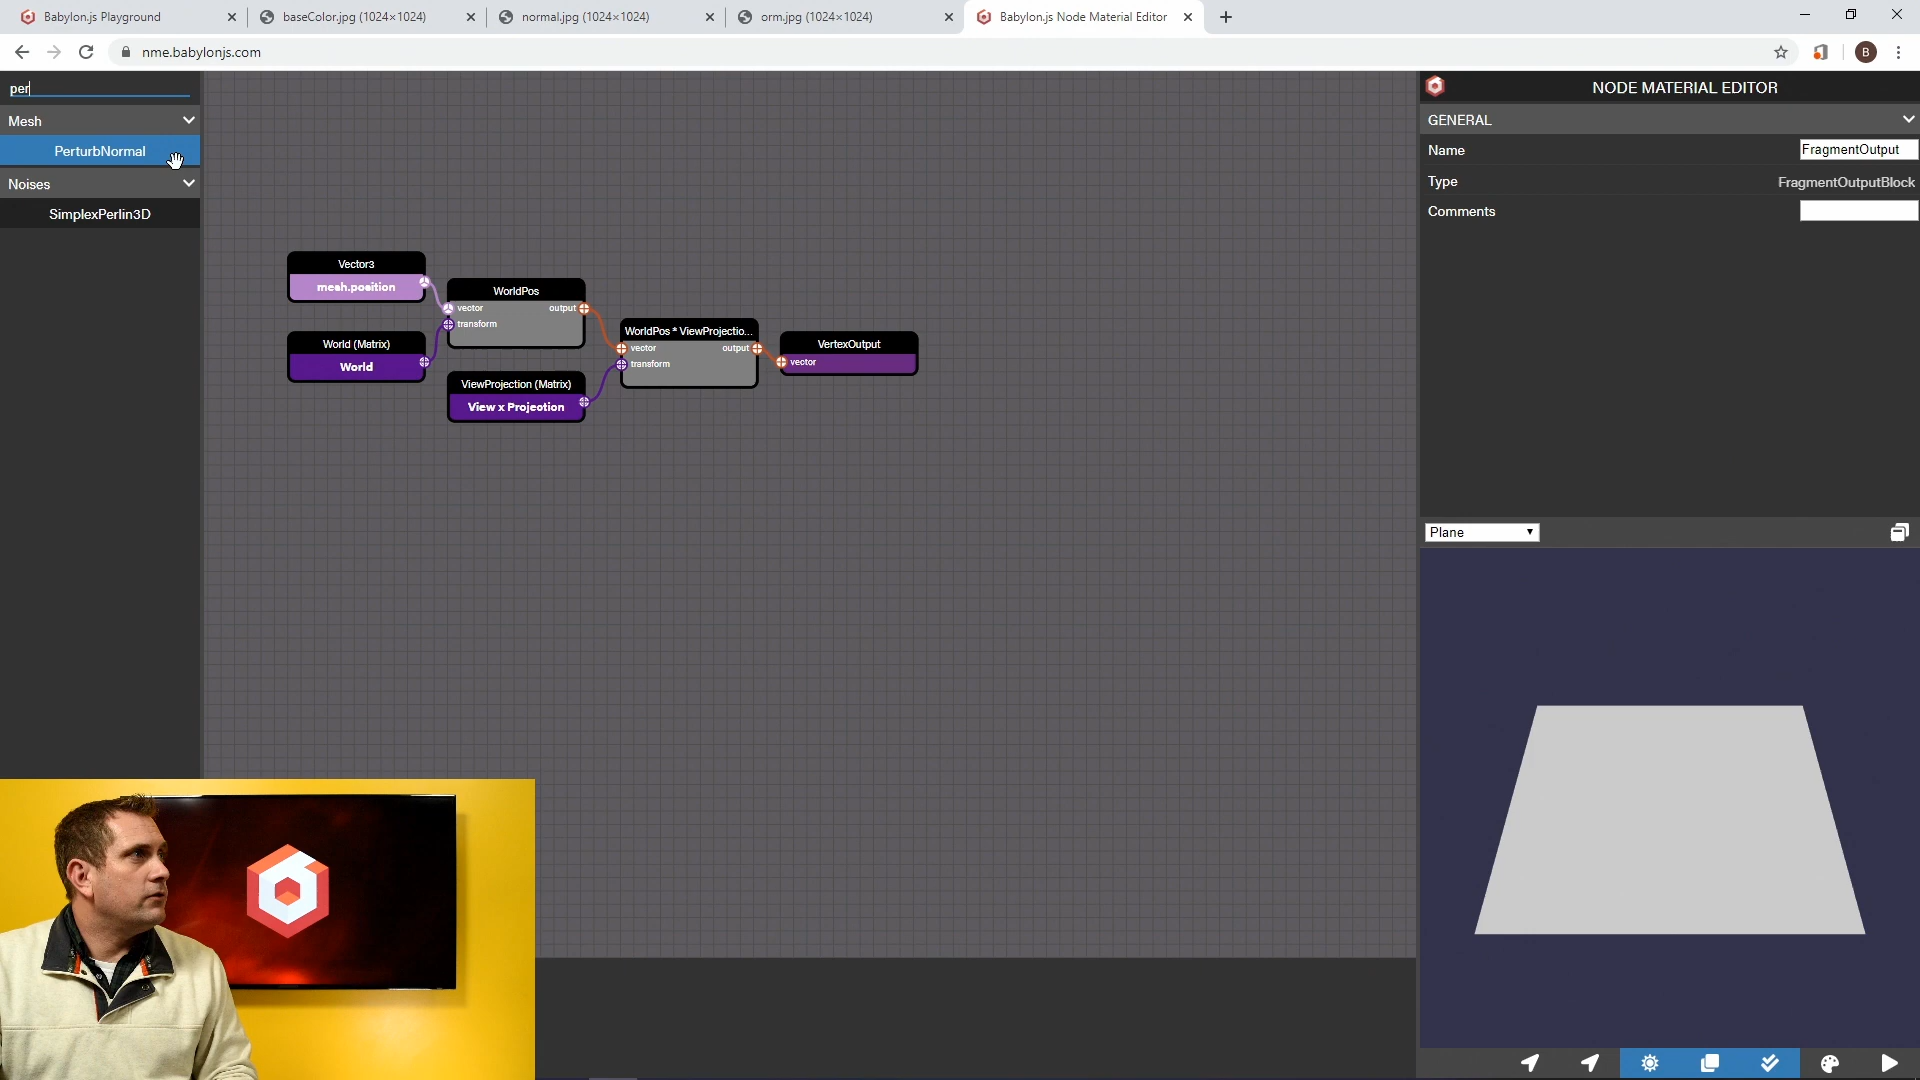 Babylon.js Playground
baseColor.jpg (1024×1024)
normal.jpg (1024×1024)
orm.jpg (1024×1024)
Babylon.js Node Material Editor
nme.babylonjs.com
B
per
Mesh
PerturbNormal
Noises
SimplexPerlin3D
Vector3
mesh.position
World (Matrix)
World
WorldPos
vector
output
transform
ViewProjection (Matrix)
View x Projection
WorldPos * ViewProjectio...
vector
output
transform
VertexOutput
vector
NODE MATERIAL EDITOR
GENERAL
Name
FragmentOutput
Type
FragmentOutputBlock
Comments
Plane